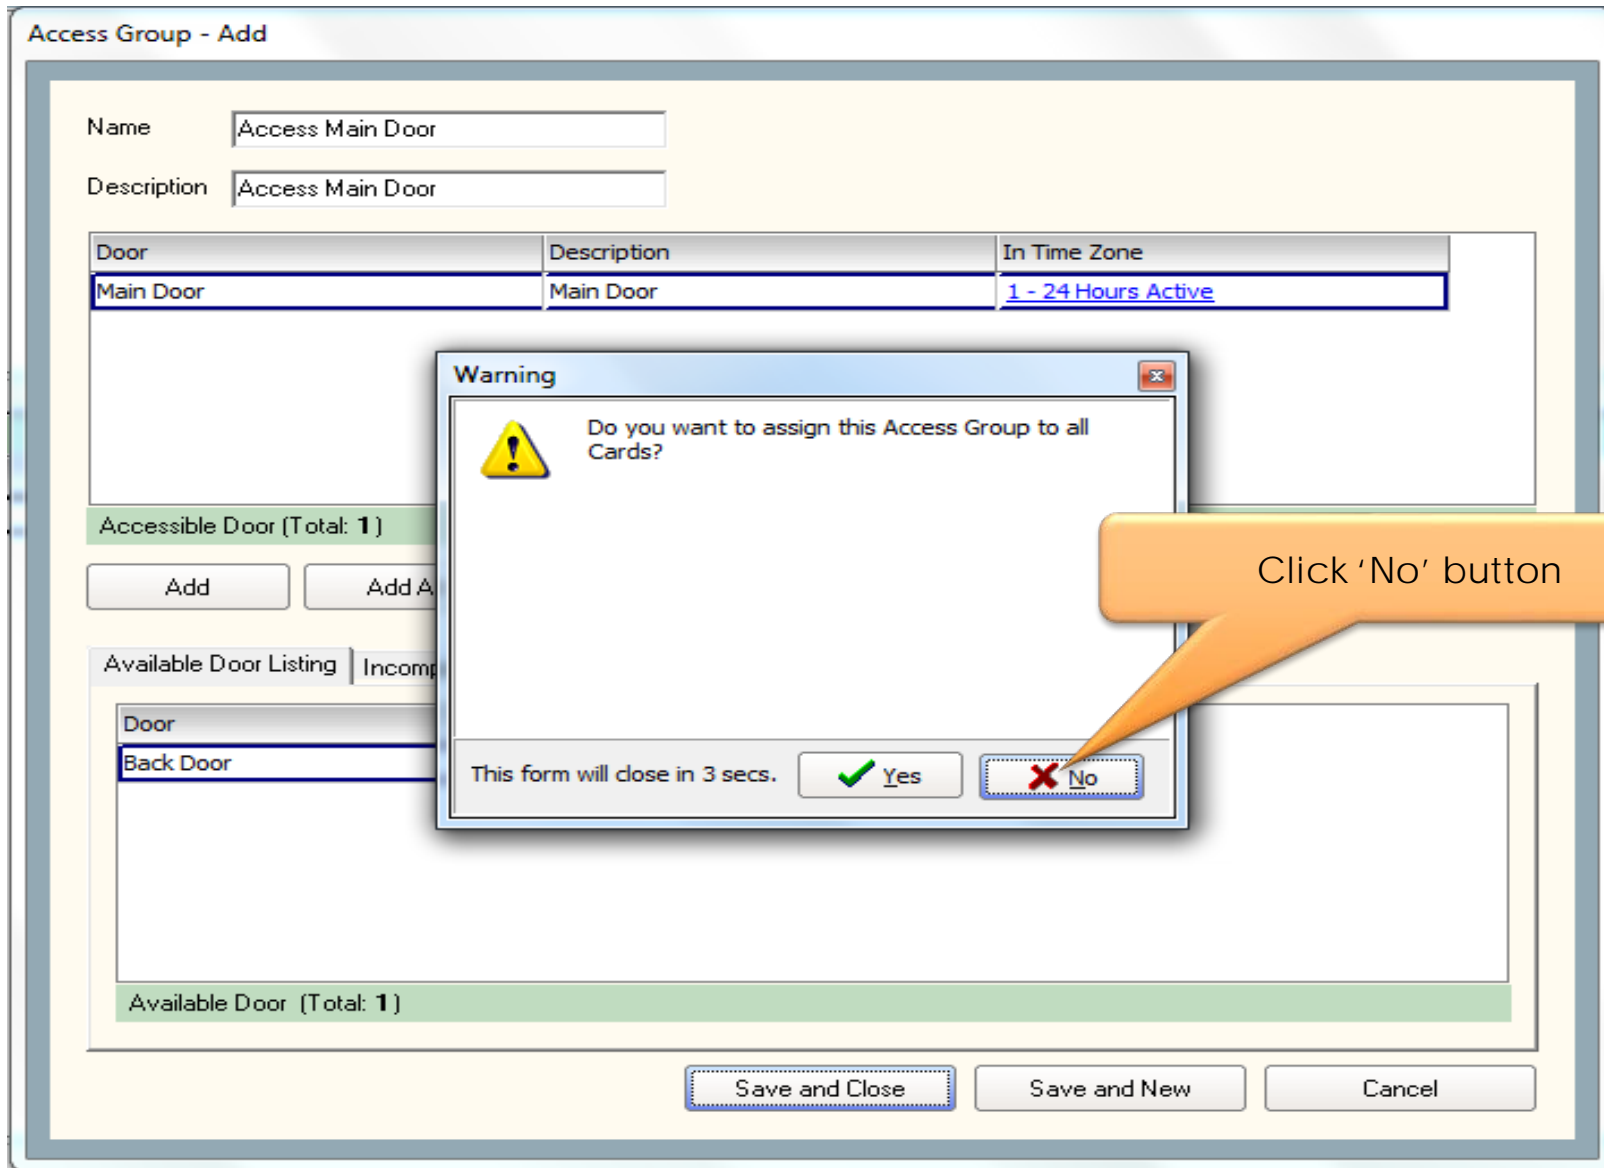 Access Group - Add
Name Access Main Door
Description Access Main Door
Door Description In Time Zone
Main Door Main Door 1 - 24 Hours Active
Warning
Do you want to assign this Access Group to all
Cards?
Accessible Door (Total: 1)
Click ‘No’ button
Add Add A
Available Door Listing Incomp
Door
Back Door
This form will close in 3 secs. Yes No
Available Door (Total: 1)
Save and Close Save and New Cancel